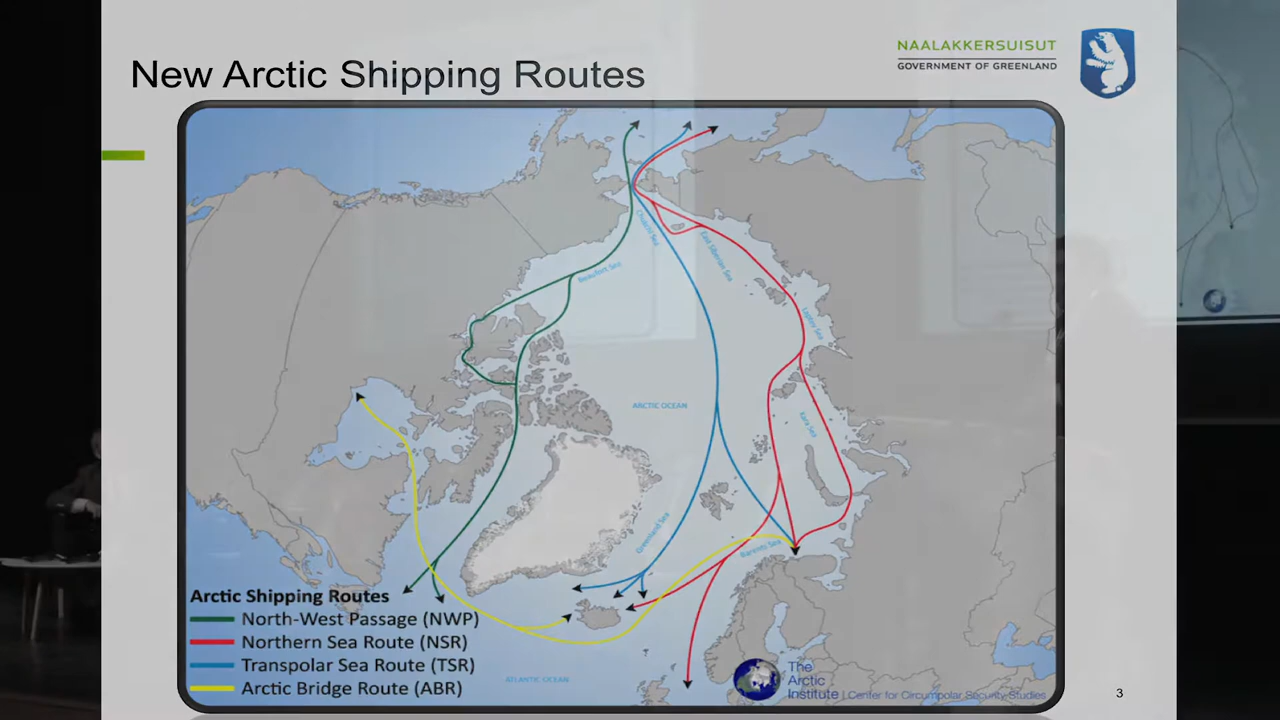 New Arctic Shipping Routes
NAALAKKERSUISUT
GOVERNMENT OF GREENLAND
Chukchi Sea
Beaufort Sea
East Siberian Sea
Laptev Sea
ARCTIC OCEAN
Kara Sea
Greenland Sea
Barents Sea
Arctic Shipping Routes
North-West Passage (NWP)
Northern Sea Route (NSR)
Transpolar Sea Route (TSR)
Arctic Bridge Route (ABR)
ATLANTIC OCEAN
The
Arctic
Institute | Center for Circumpolar Security Studies
3